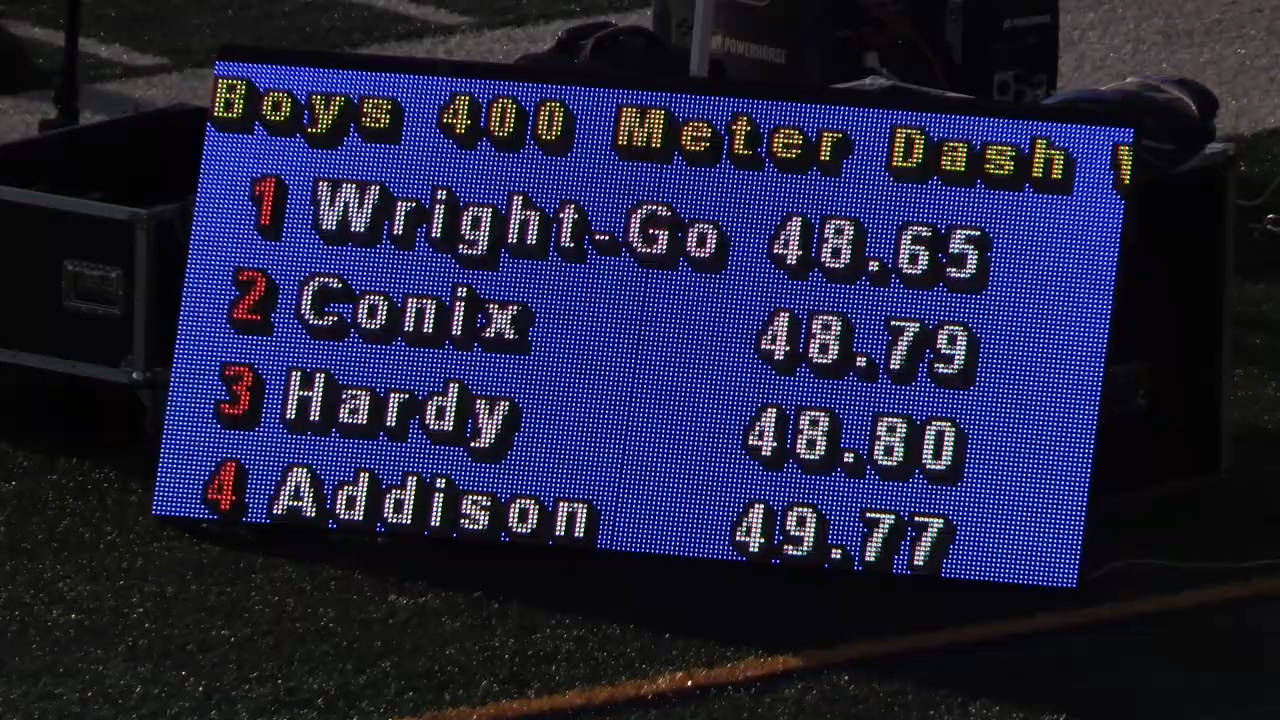 POWERHORSE
Boys 400 Meter Dash
1 Wright-Go 48.65
2 Conix 48.79
3 Hardy 48.80
4 Addison 49.77